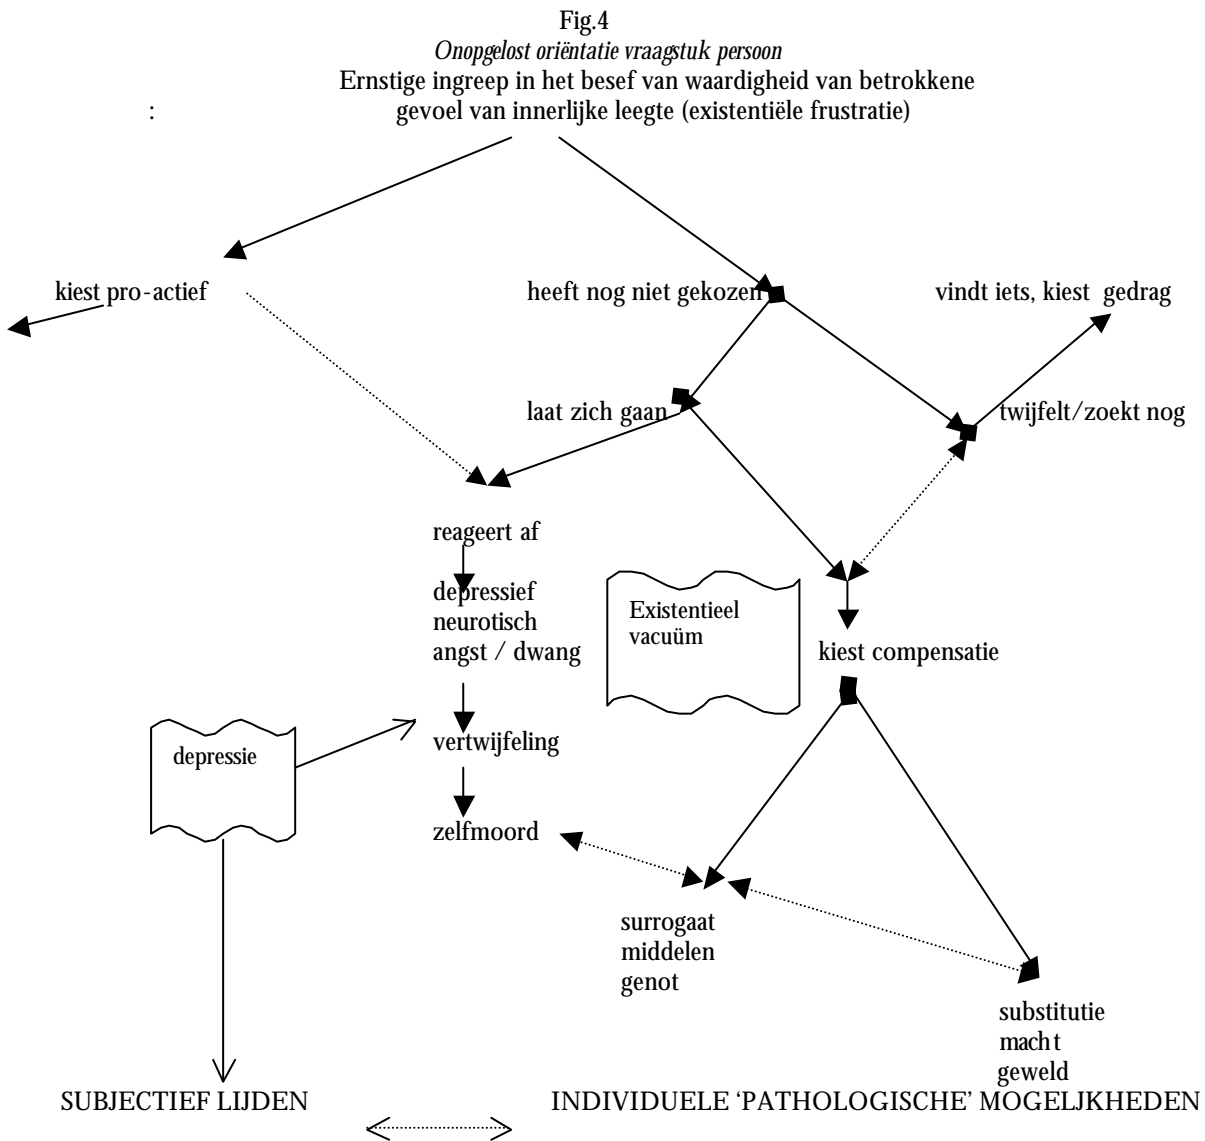 Fig.4
Onopgelost oriëntatie vraagstuk persoon
Ernstige ingreep in het besef van waardigheid van betrokkene
: gevoel van innerlijke leegte (existentiële frustratie)
kiest pro-actief
heeft nog niet gekozen
vindt iets, kiest gedrag
laat zich gaan
twijfelt/zoekt nog
reageert af
depressief
neurotisch
angst / dwang
Existentieel
vacuüm
kiest compensatie
depressie
vertwijfeling
zelfmoord
surrogaat
middelen
genot
substitutie
macht
geweld
SUBJECTIEF LIJDEN
INDIVIDUELE ‘PATHOLOGISCHE’ MOGELJKHEDEN